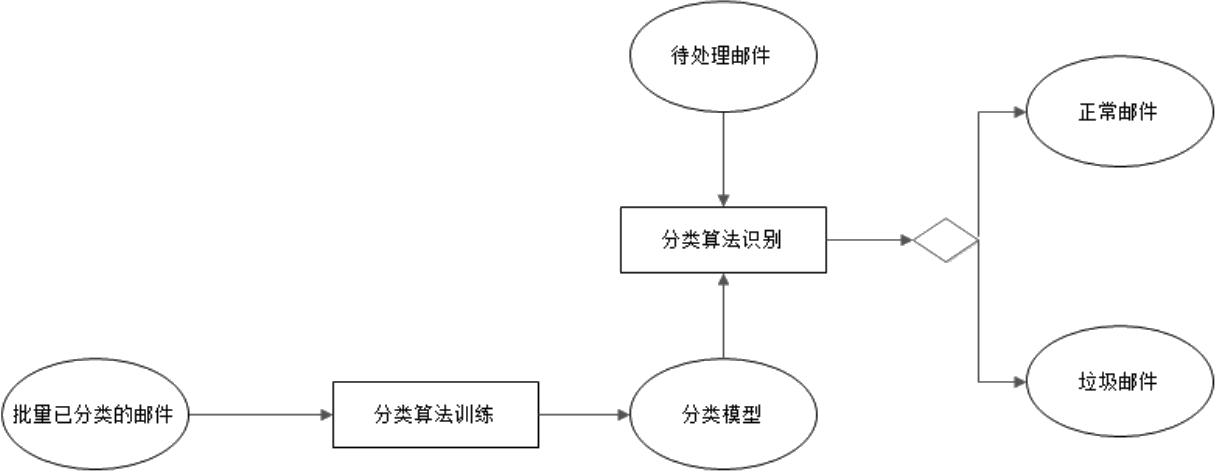 待处理邮件
正常邮件
分类算法识别
垃圾邮件
批量已分类的邮件
分类算法训练
分类模型